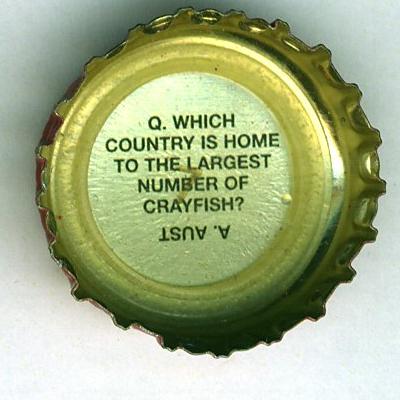 Q. WHICH
COUNTRY IS HOME
TO THE LARGEST
NUMBER OF
CRAYFISH?
A. AUST